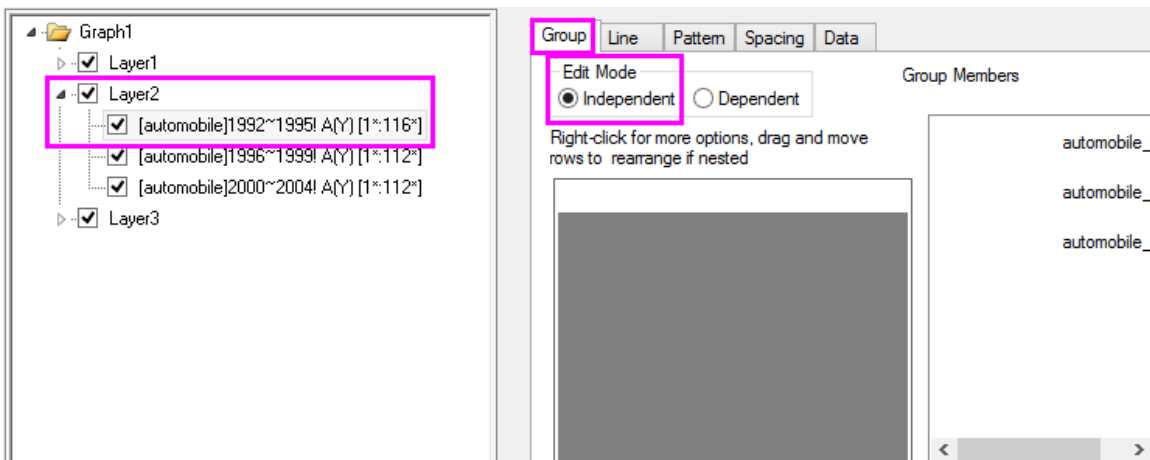 Graph1
Layer1
Layer2
[automobile]1992~1995! A(Y) [1*:116*]
[automobile]1996~1999! A(Y) [1*:112*]
[automobile]2000~2004! A(Y) [1*:112*]
Layer3
Group Line Pattern Spacing Data
Edit Mode
Independent Dependent
Group Members
Right-click for more options, drag and move
rows to rearrange if nested
automobile_
automobile_
automobile_